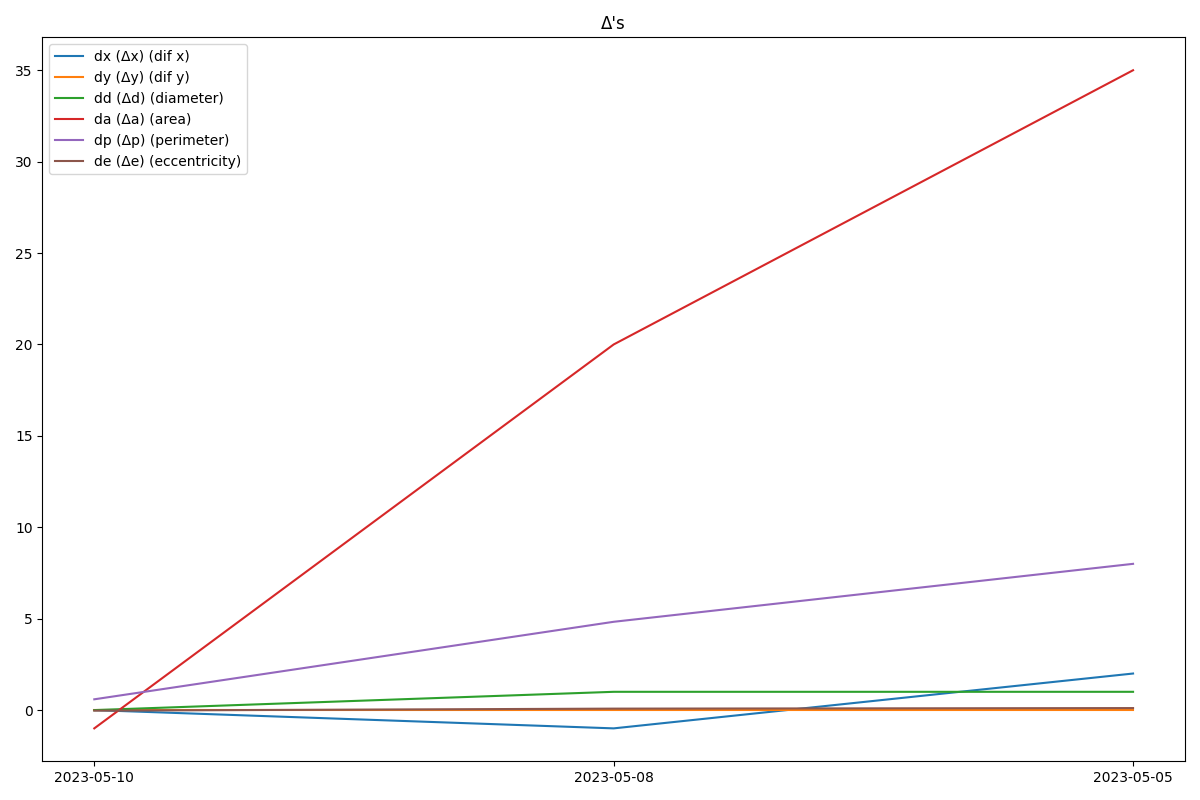 Δ's
dx (Δx) (dif x)
dy (Δy) (dif y)
dd (Δd) (diameter)
da (Δa) (area)
dp (Δp) (perimeter)
de (Δe) (eccentricity)
35
30
25
20
15
10
5
0
2023-05-10 2023-05-08 2023-05-05